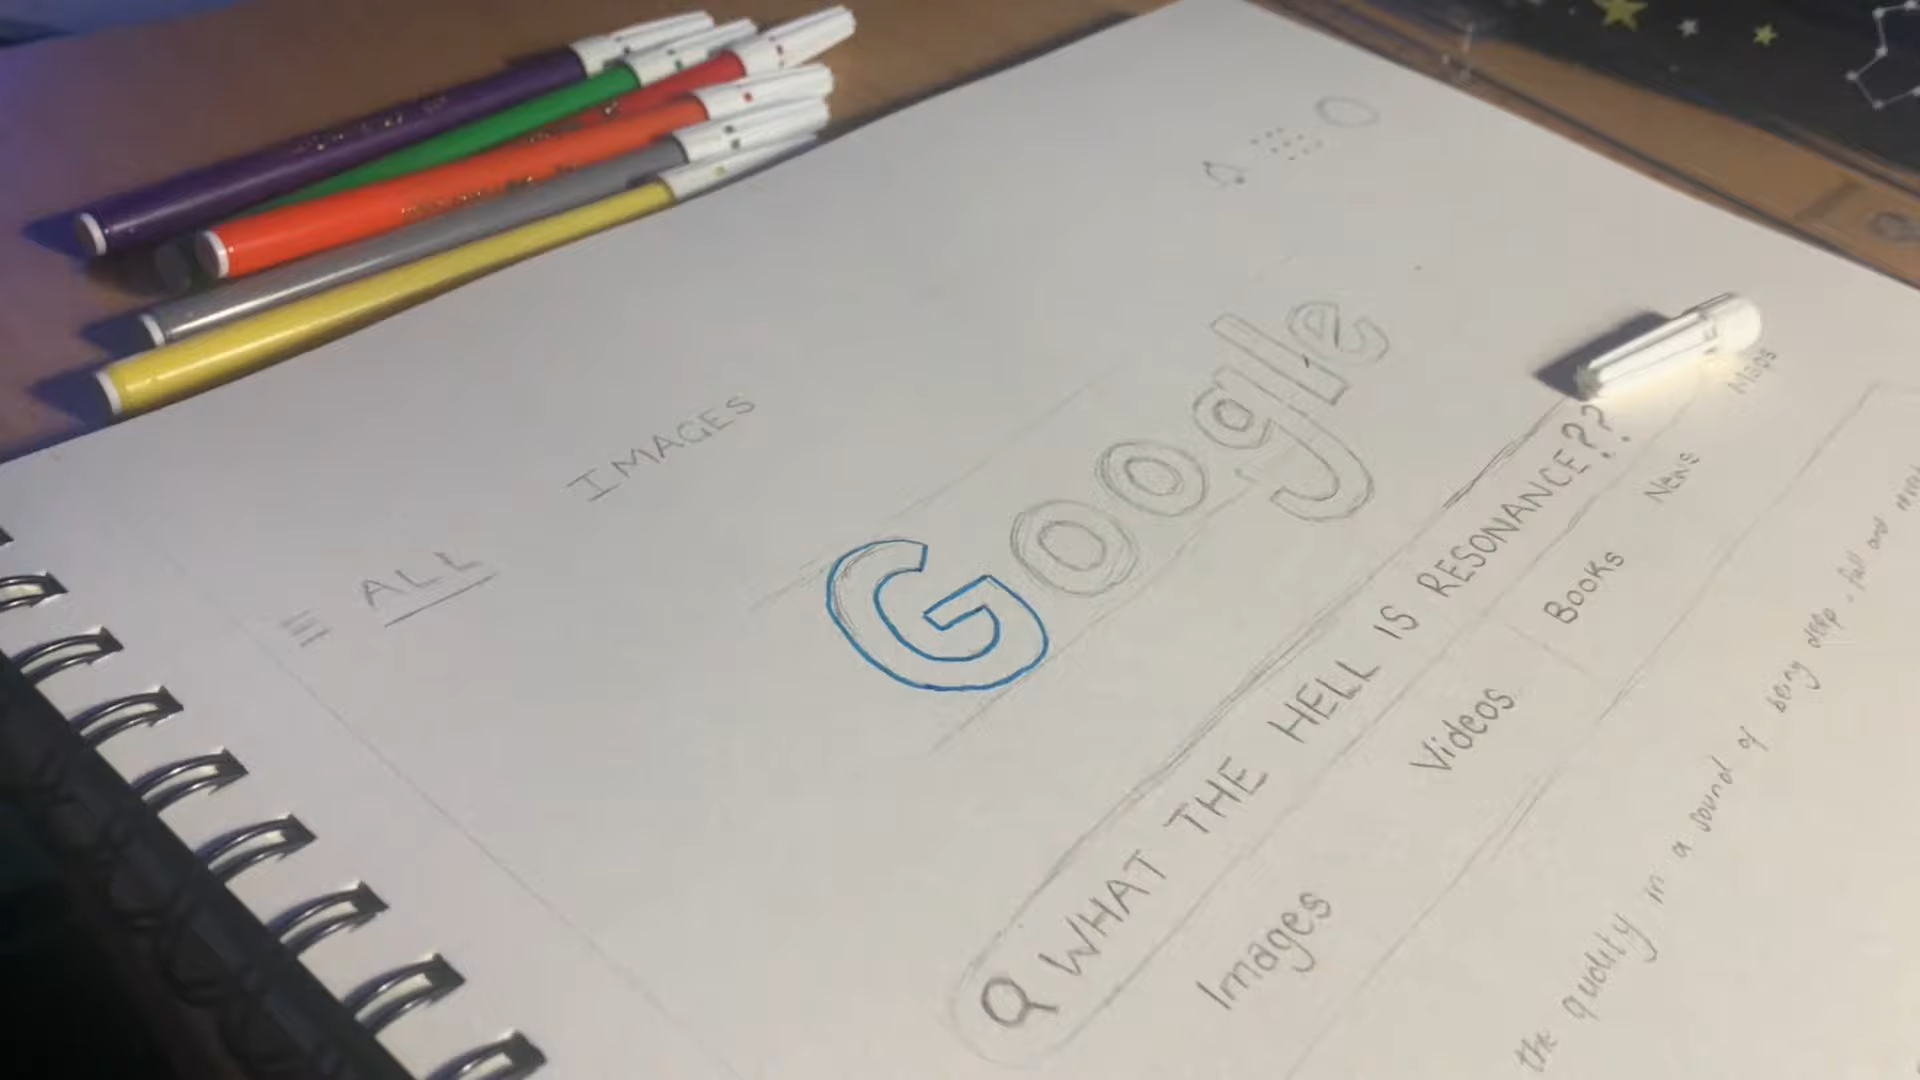 ≡ ALL IMAGES
Google
Q WHAT THE HELL IS RESONANCE??
Images Videos Books News Maps
the quality in a sound of being deep, full and